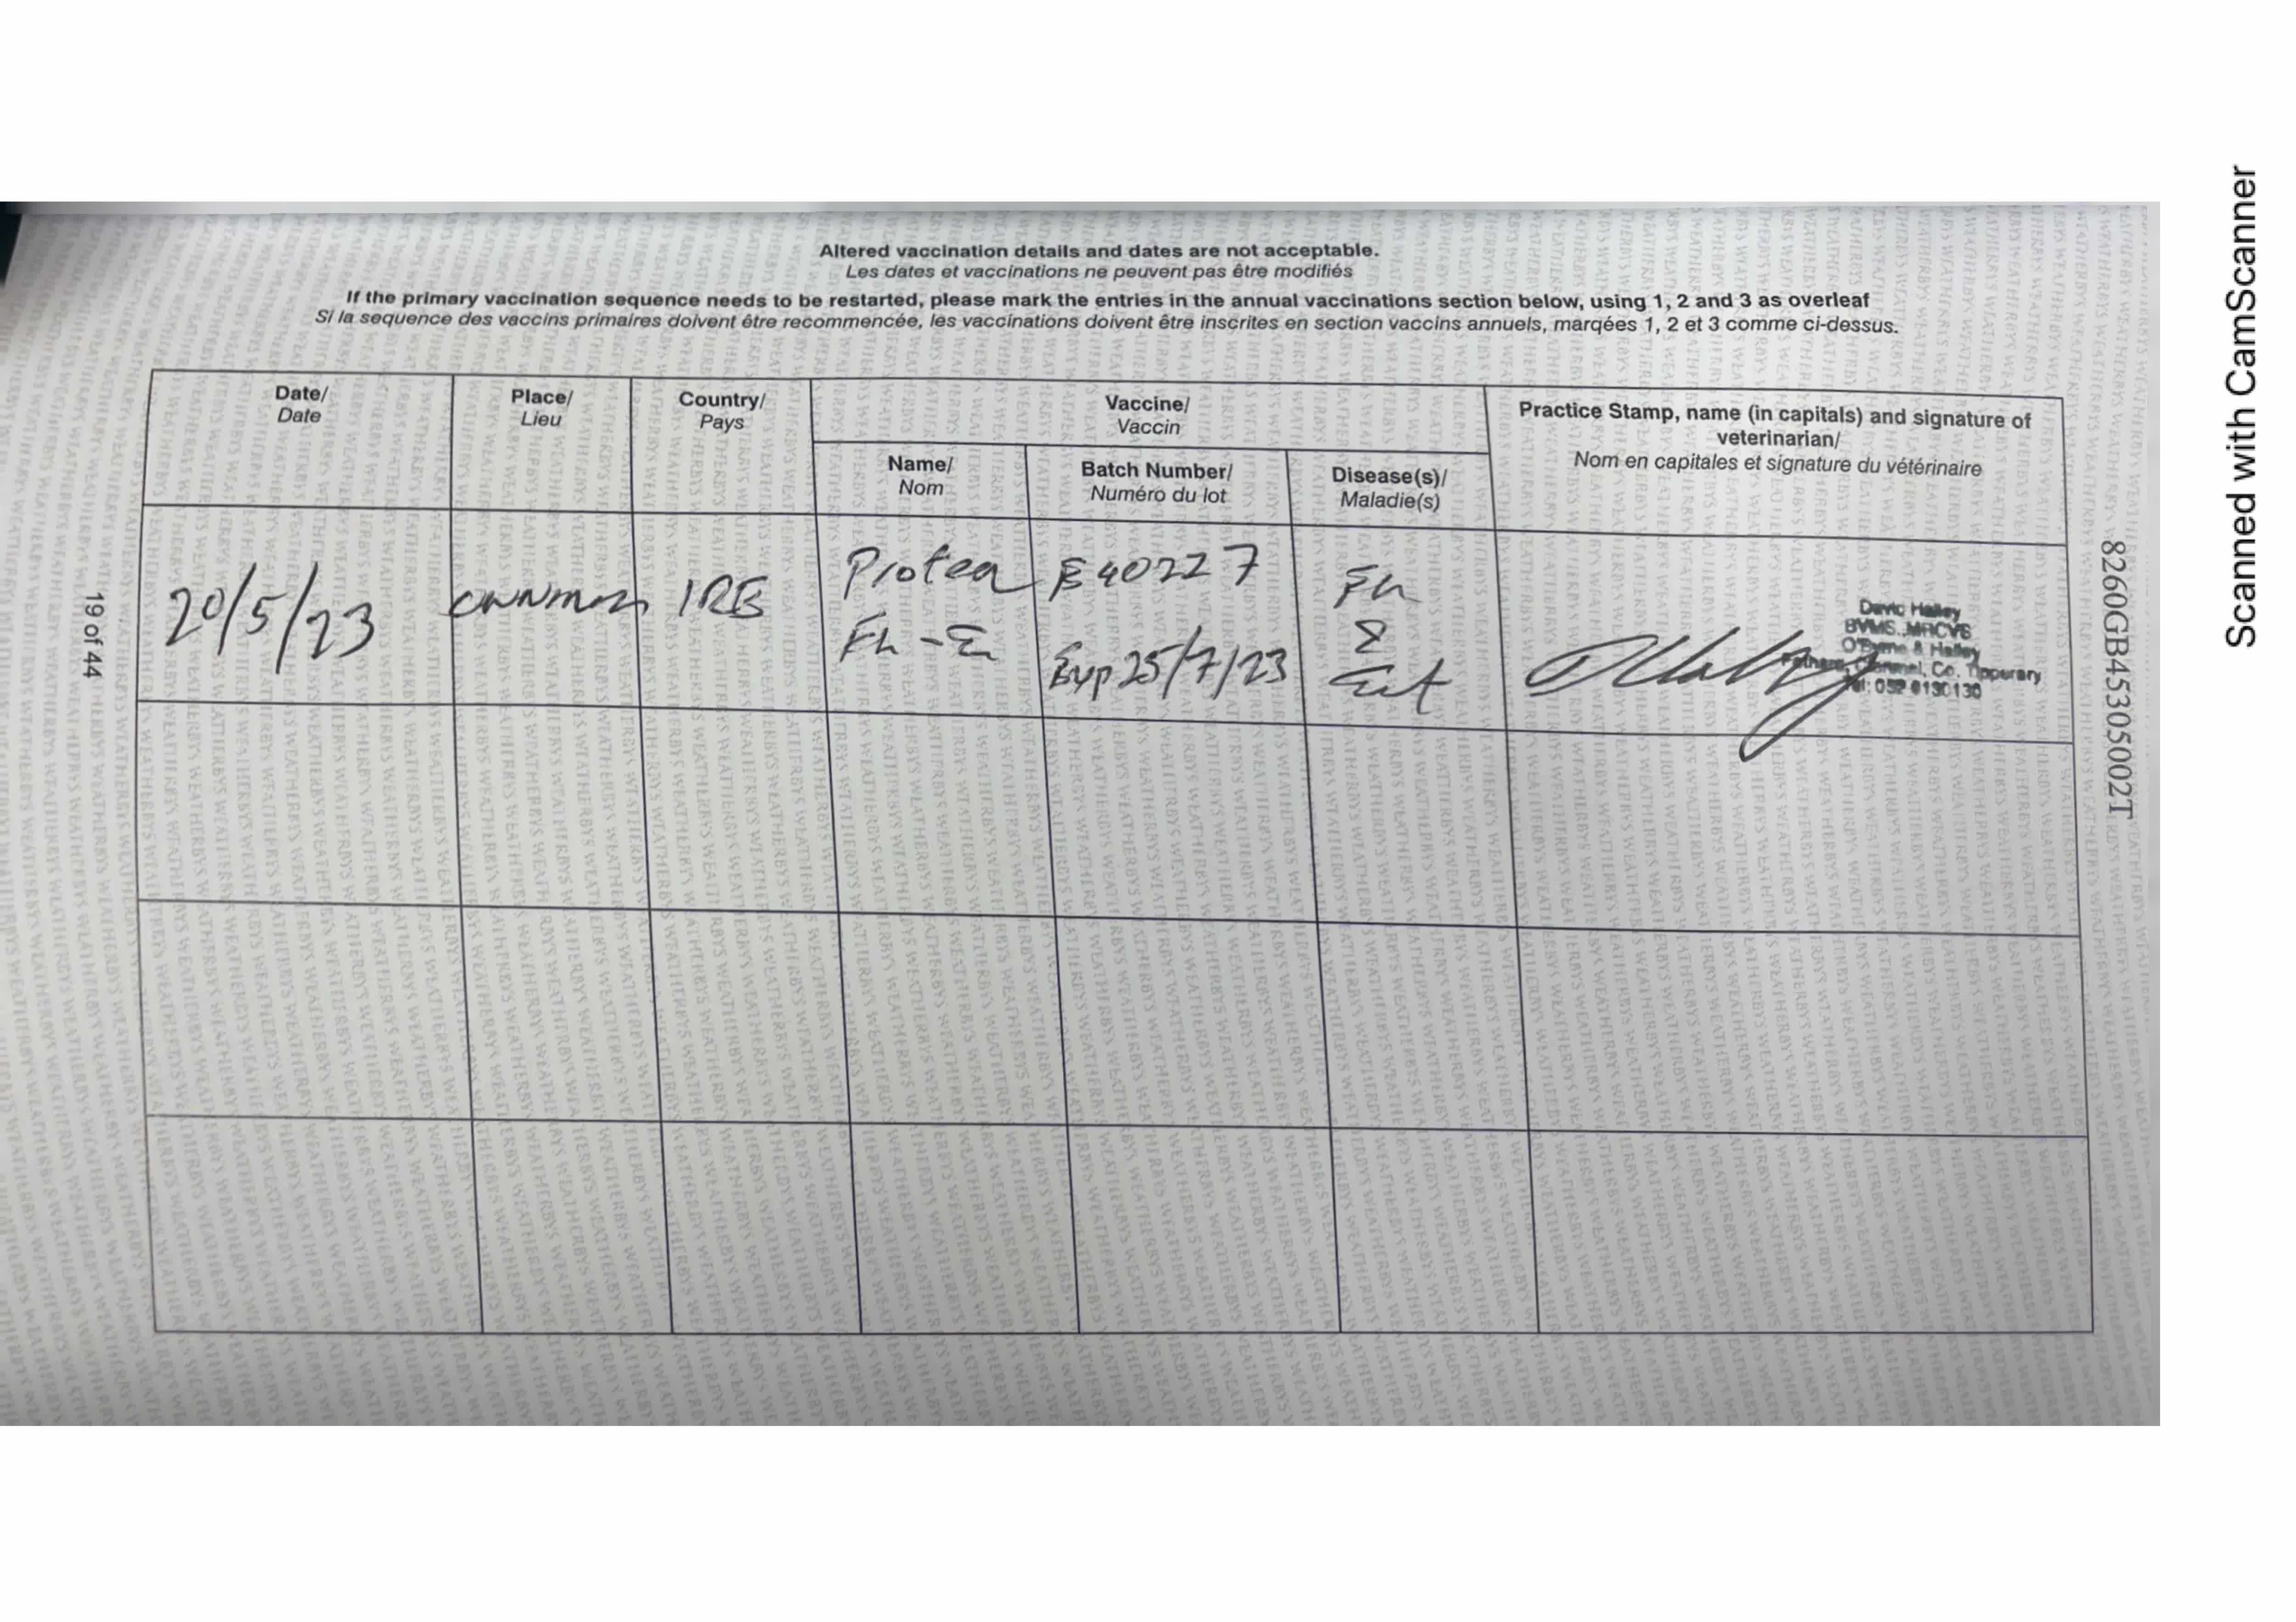 Altered vaccination details and dates are not acceptable.
Les dates et vaccinations ne peuvent pas être modifiés
If the primary vaccination sequence needs to be restarted, please mark the entries in the annual vaccinations section below, using 1, 2 and 3 as overleaf
Si la sequence des vaccins primaires doivent être recommencée, les vaccinations doivent être inscrites en section vaccins annuels, marqées 1, 2 et 3 comme ci-dessus.
Date/
Date
Place/
Lieu
Country/
Pays
Vaccine/
Vaccin
Name/
Nom
Batch Number/
Numéro du lot
Disease(s)/
Maladie(s)
Practice Stamp, name (in capitals) and signature of
veterinarian/
Nom en capitales et signature du vétérinaire
20/5/23
IRE
Protea
Exp 25/7/23
David Halley
BVMS., MRCVS
O'Byrne & Halley
Co. Tipperary
19 of 44
8260GB45305002T
Scanned with CamScanner